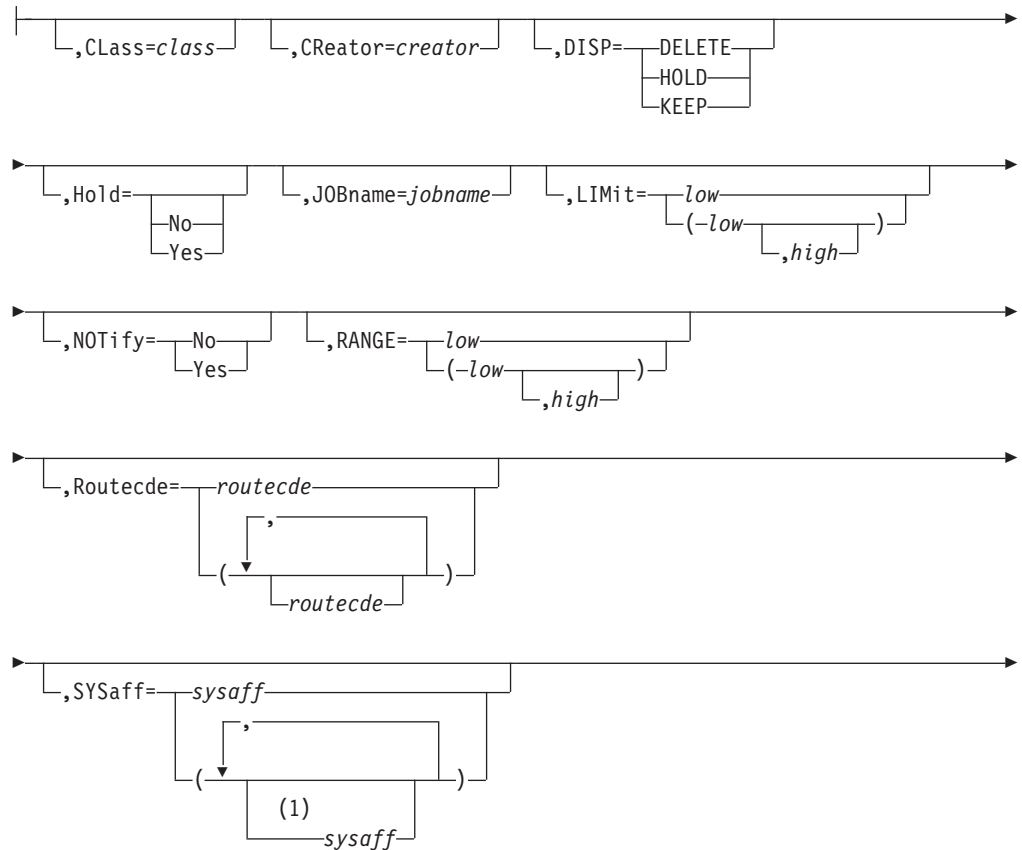 ,CLass=class ,CReator=creator ,DISP= DELETE
HOLD
KEEP
,Hold= ,JOBname=jobname ,LIMit= low
No (low )
Yes ,high
,NOTify= No ,RANGE= low
Yes (low )
,high
,Routecde= routecde
,
( )
routecde
,SYSaff= sysaff
,
( )
(1)
sysaff